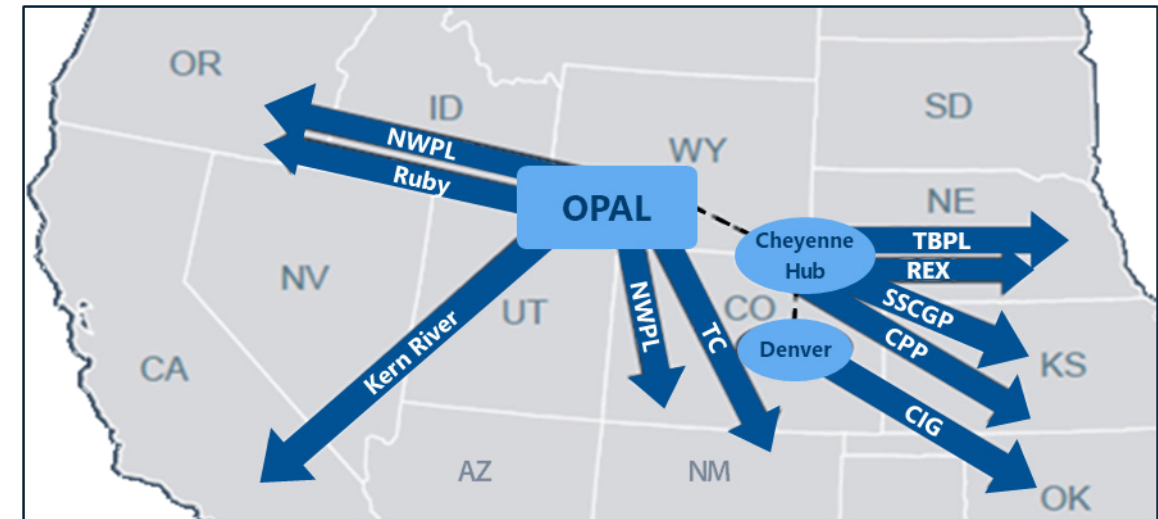 OR
ID
SD
WY
NWPL
Ruby
OPAL
NE
Cheyenne
Hub
TBPL
REX
NV
UT
CO
NWPL
TC
SSCGP
CPP
Denver
Kern River
CA
KS
CIG
AZ
NM
OK